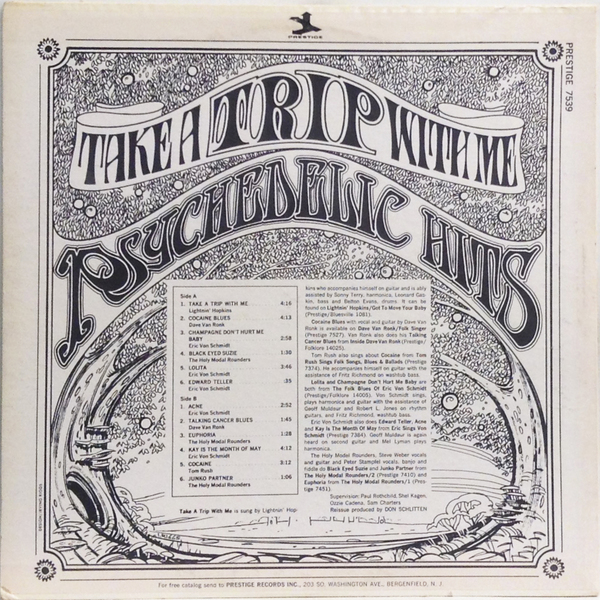 PRESTIGE
PRESTIGE 7539
TAKE A TRIP WITH ME
PSYCHEDELIC HITS
Side A
1. TAKE A TRIP WITH ME 4:16
Lightnin' Hopkins
2. COCAINE BLUES 4:13
Dave Van Ronk
3. CHAMPAGNE DON'T HURT ME
BABY 2:58
Eric Von Schmidt
4. BLACK EYED SUZIE 1:30
The Holy Modal Rounders
5. LOLITA 3:46
Eric Von Schmidt
6. EDWARD TELLER :35
Eric Von Schmidt
Side B
1. ACNE 2:52
Eric Von Schmidt
2. TALKING CANCER BLUES 1:45
Dave Van Ronk
3. EUPHORIA 1:28
The Holy Modal Rounders
4. KAY IS THE MONTH OF MAY 4:12
Eric Von Schmidt
5. COCAINE 3:12
Tom Rush
6. JUNKO PARTNER 1:06
The Holy Modal Rounders
Take A Trip With Me is sung by Lightnin' Hop-
kins who accompanies himself on guitar and is ably
assisted by Sonny Terry, harmonica, Leonard Gas-
kin, bass and Belton Evans, drums. It can be
found on Lightnin' Hopkins/Got To Move Your Baby
(Prestige/Bluesville 1081).
Cocaine Blues with vocal and guitar by Dave Van
Ronk is available on Dave Van Ronk/Folk Singer
(Prestige 7527). Van Ronk also does his Talking
Cancer Blues from Inside Dave Van Ronk (Prestige/
Folklore 14025).
Tom Rush also sings about Cocaine from Tom
Rush Sings Folk Songs, Blues & Ballads (Prestige
7374). He accompanies himself on guitar with the
assistance of Fritz Richmond on washtub bass.
Lolita and Champagne Don't Hurt Me Baby are
both from The Folk Blues Of Eric Von Schmidt
(Prestige/Folklore 14005). Von Schmidt sings,
plays harmonica and guitar with the assistance of
Geoff Muldaur and Robert L. Jones on rhythm
guitars, and Fritz Richmond, washtub bass.
Eric Von Schmidt also does Edward Teller, Acne
and Kay Is The Month Of May from Eric Sings Von
Schmidt (Prestige 7384). Geoff Muldaur is again
heard on second guitar and Mel Lyman plays
harmonica.
The Holy Modal Rounders, Steve Weber vocals
and guitar and Peter Stampfel vocals, banjo and
fiddle do Black Eyed Suzie and Junko Partner from
The Holy Modal Rounders/2 (Prestige 7410) and
Euphoria from The Holy Modal Rounders/1 (Pres-
tige 7451).
Supervision: Paul Rothchild, Shel Kagan,
Ozzie Cadena, Sam Charters
Reissue produced by DON SCHLITTEN
For free catalog send to PRESTIGE RECORDS INC., 203 SO. WASHINGTON AVE., BERGENFIELD, N. J.